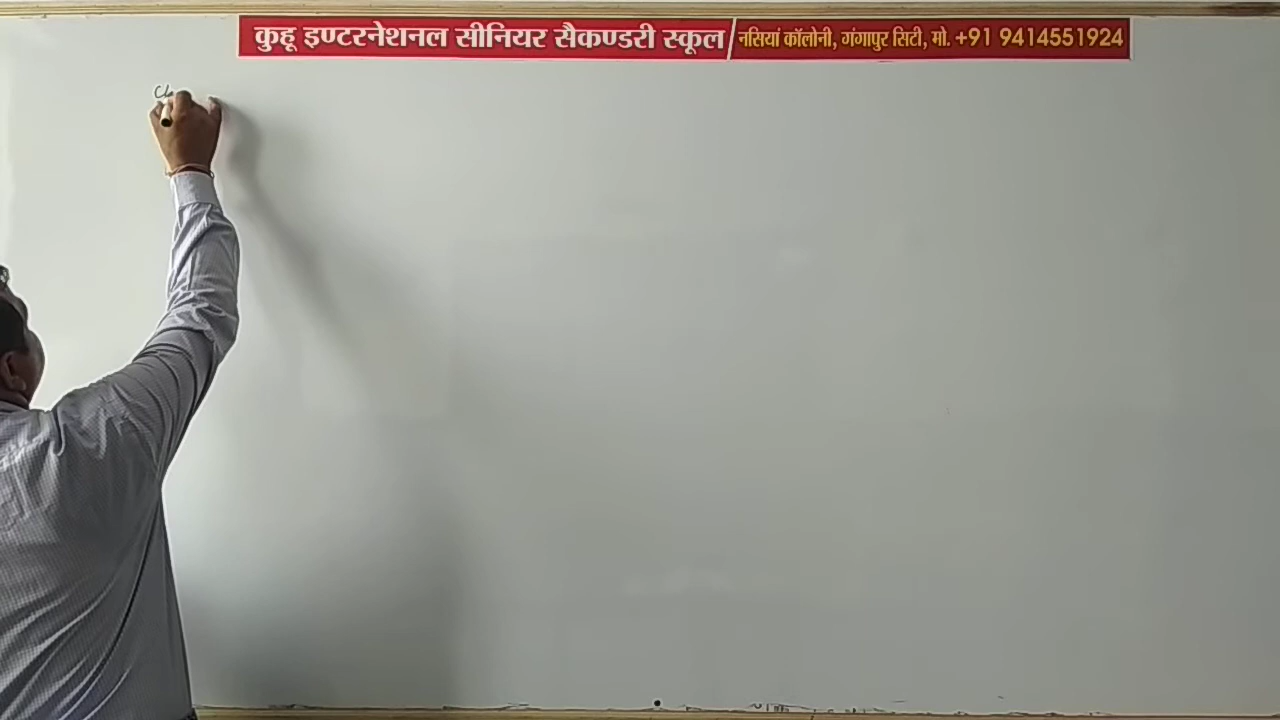 कुहू इण्टरनेशनल सीनियर सैकण्डरी स्कूल / नसियां कॉलोनी, गंगापुर सिटी, मो. +91 9414551924